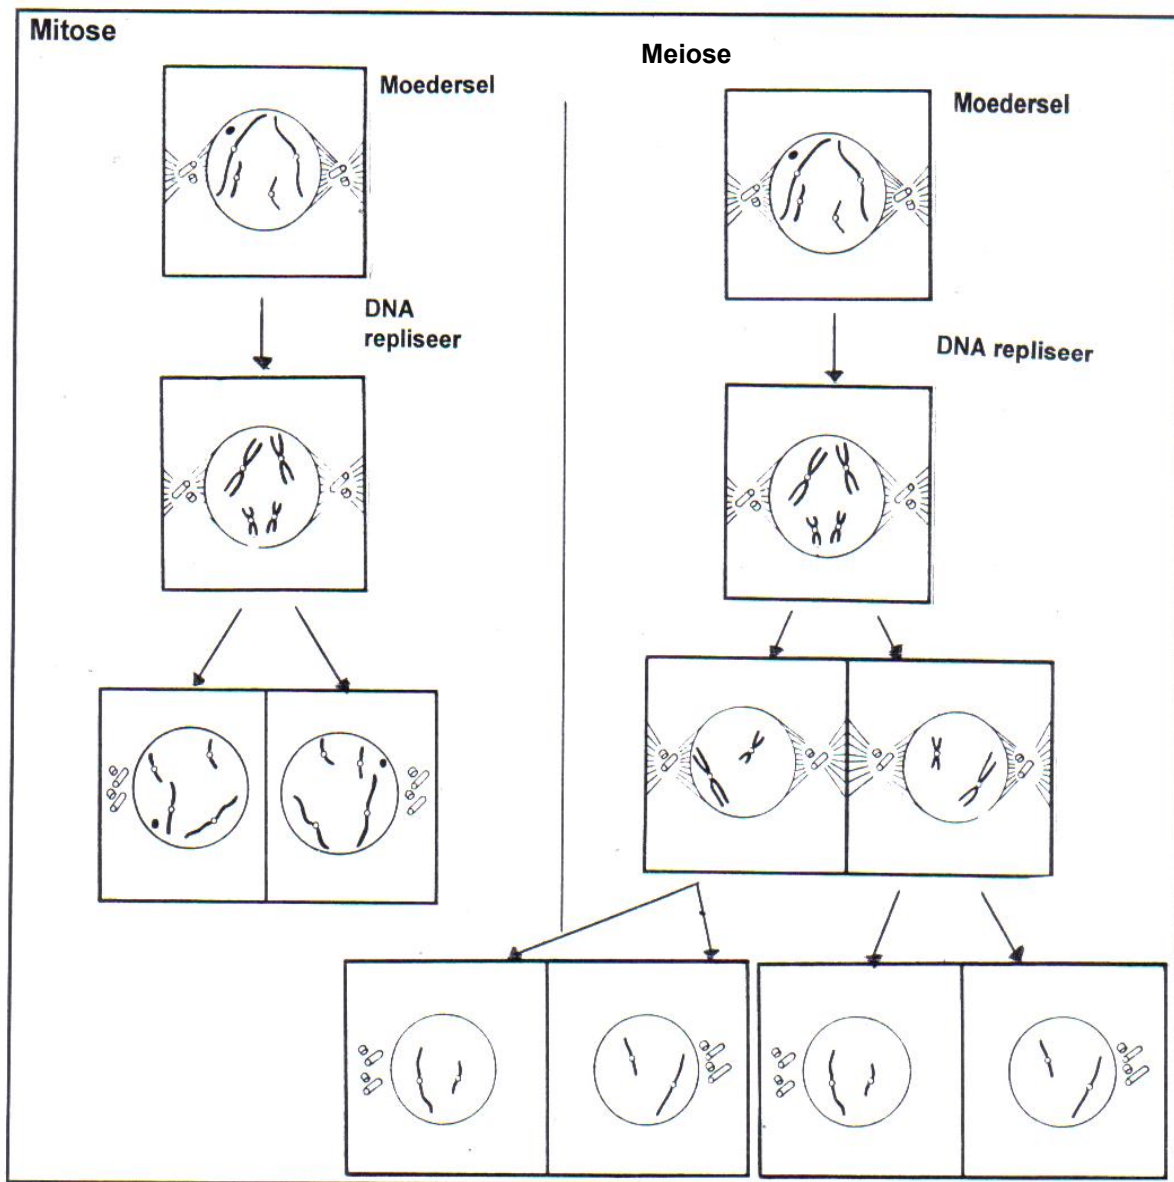 Mitose
Moedersel
DNA
repliseer
Meiose
Moedersel
DNA repliseer